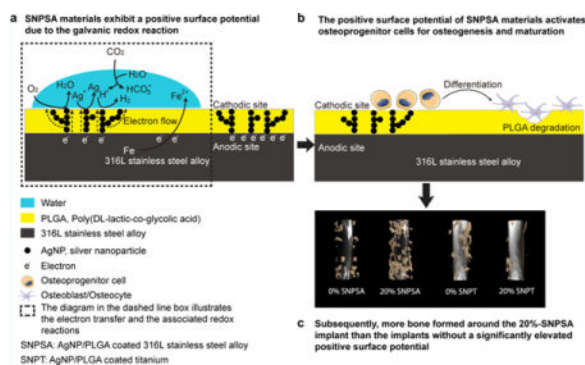 a SNPSA materials exhibit a positive surface potential
due to the galvanic redox reaction
CO₂
H₂O
O₂
H₂O
Ag
Ag
H⁺
HCO₃⁻
H₂
Fe²⁺
Cathodic site
Electron flow
e⁻ e⁻ e⁻ e⁻ e⁻ e⁻ e⁻
Anodic site
Fe
e⁻ e⁻
316L stainless steel alloy
Water
PLGA, Poly(DL-lactic-co-glycolic acid)
316L stainless steel alloy
AgNP, silver nanoparticle
e⁻ Electron
Osteoprogenitor cell
Osteoblast/Osteocyte
The diagram in the dashed line box illustrates
the electron transfer and the associated redox
reactions
SNPSA: AgNP/PLGA coated 316L stainless steel alloy
SNPT: AgNP/PLGA coated titanium
b The positive surface potential of SNPSA materials activates
osteoprogenitor cells for osteogenesis and maturation
Osteoprogenitor cell
Differentiation
Cathodic site
PLGA degradation
Anodic site
316L stainless steel alloy
0% SNPSA 20% SNPSA 0% SNPT 20% SNPT
c Subsequently, more bone formed around the 20%-SNPSA
implant than the implants without a significantly elevated
positive surface potential